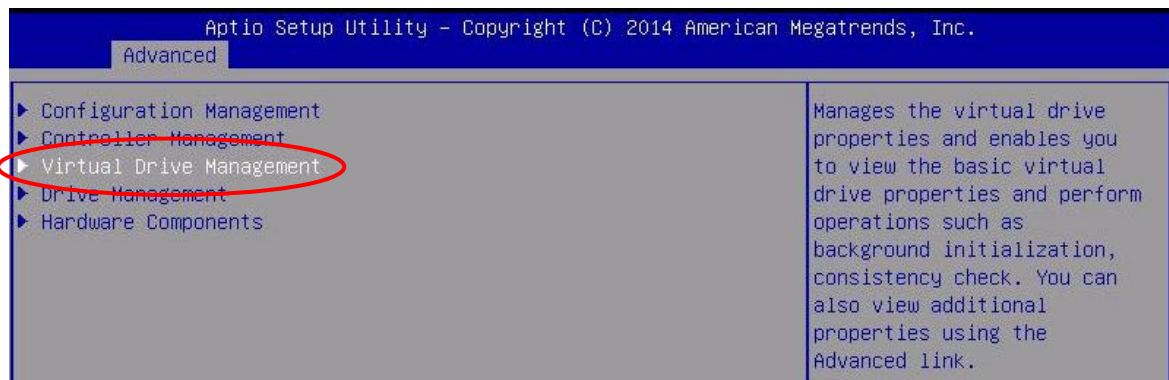 Aptio Setup Utility – Copyright (C) 2014 American Megatrends, Inc.
Advanced
Configuration Management
Controller Management
Virtual Drive Management
Drive Management
Hardware Components
Manages the virtual drive
properties and enables you
to view the basic virtual
drive properties and perform
operations such as
background initialization,
consistency check. You can
also view additional
properties using the
Advanced link.